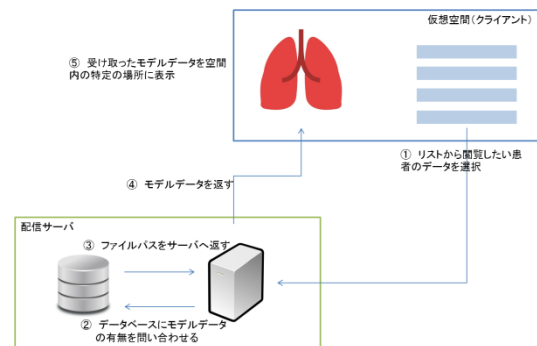 仮想空間(クライアント)
⑤ 受け取ったモデルデータを空間
内の特定の場所に表示
① リストから閲覧したい患
者のデータを選択
④ モデルデータを返す
配信サーバ
③ ファイルパスをサーバへ返す
② データベースにモデルデータ
の有無を問い合わせる